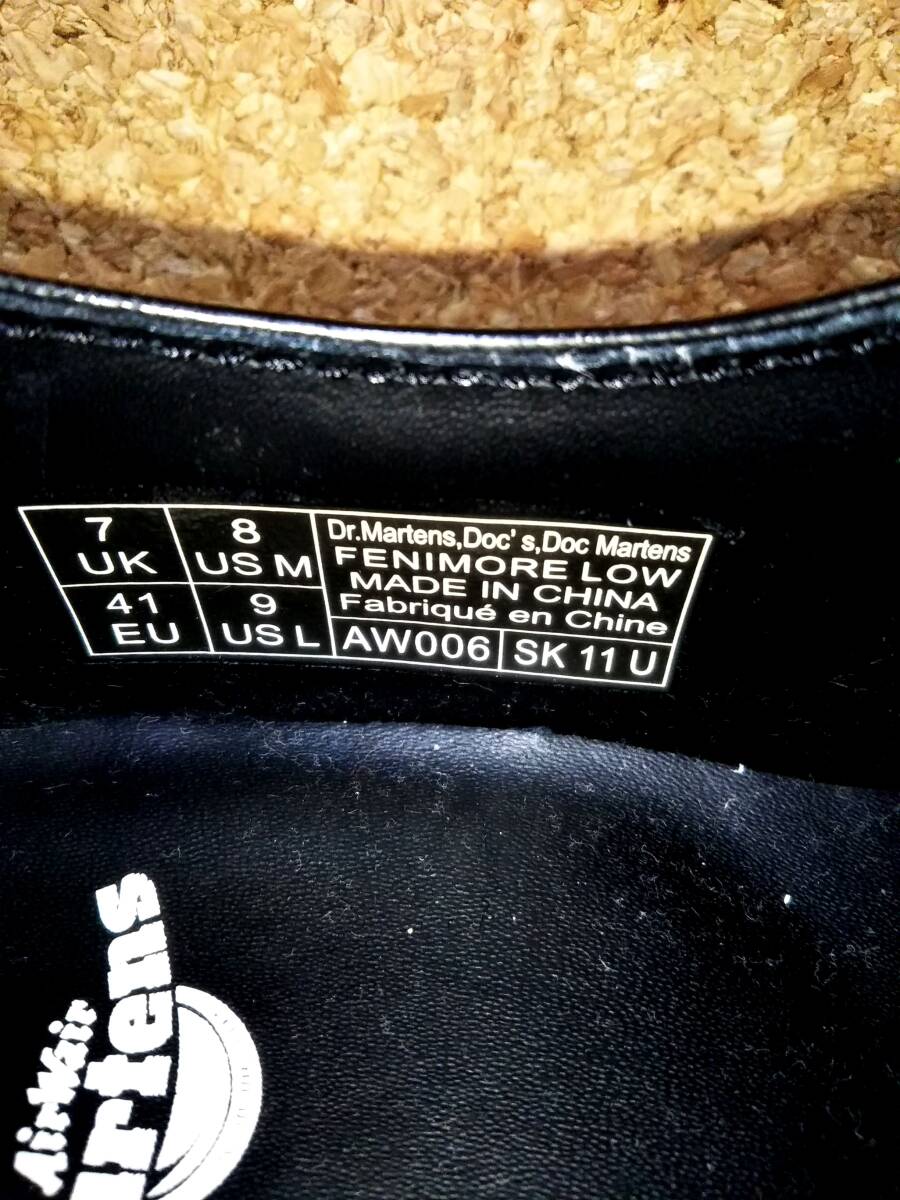 7
UK
8
US M
41
EU
9
US L
Dr.Martens,Doc's,Doc Martens
FENIMORE LOW
MADE IN CHINA
Fabriqué en Chine
AW006
SK 11 U
AirWair